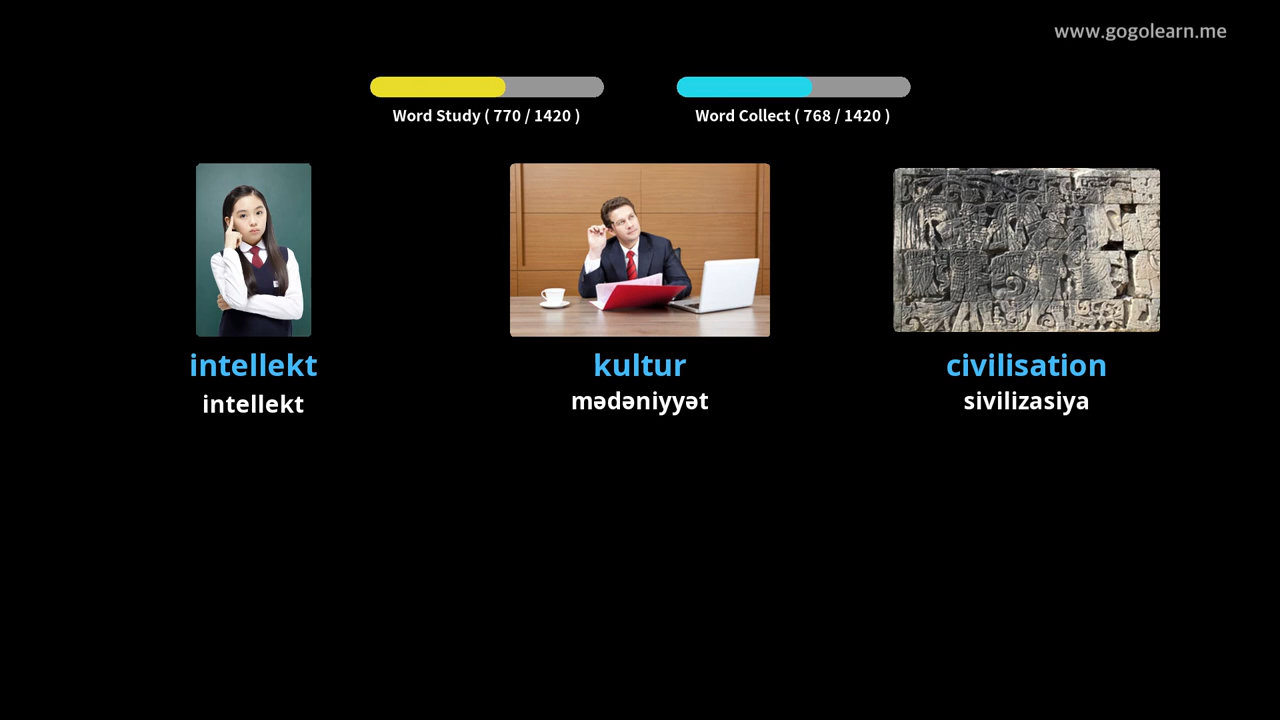 www.gogolearn.me
Word Study ( 770 / 1420 )
Word Collect ( 768 / 1420 )
intellekt
intellekt
kultur
mədəniyyət
civilisation
sivilizasiya